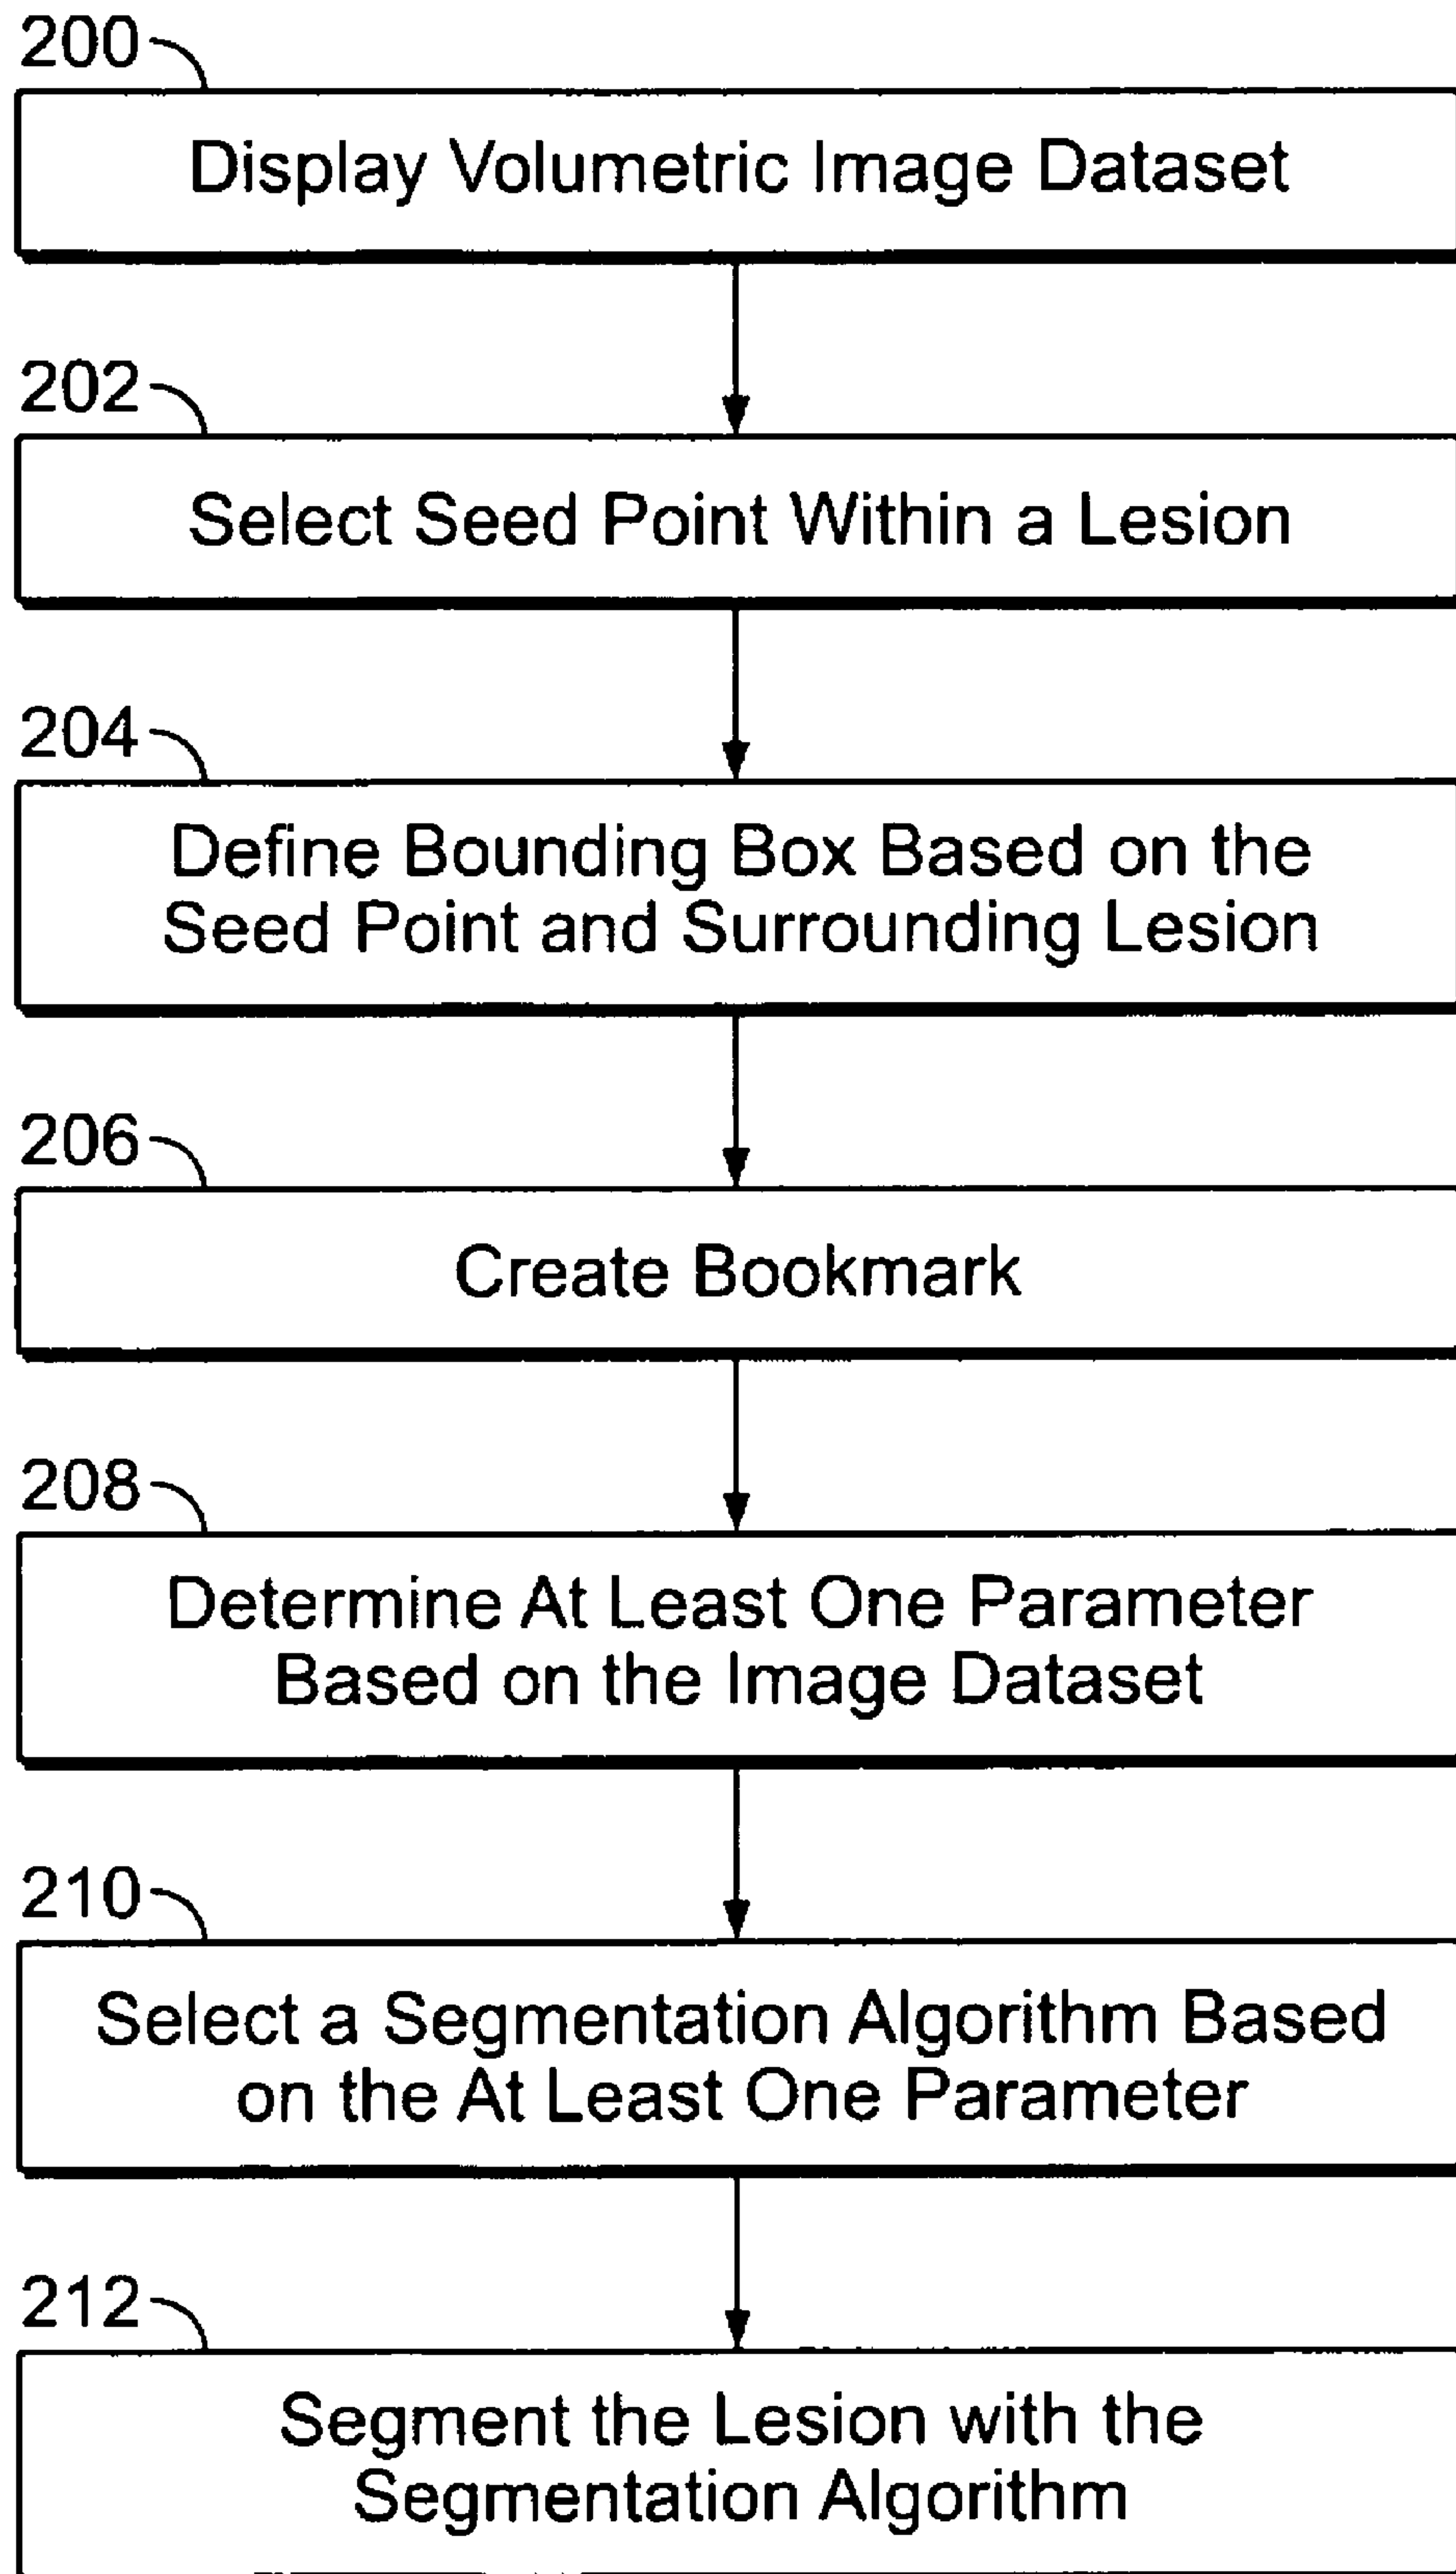 200
Display Volumetric Image Dataset
202
Select Seed Point Within a Lesion
204
Define Bounding Box Based on the
Seed Point and Surrounding Lesion
206
Create Bookmark
208
Determine At Least One Parameter
Based on the Image Dataset
210
Select a Segmentation Algorithm Based
on the At Least One Parameter
212
Segment the Lesion with the
Segmentation Algorithm